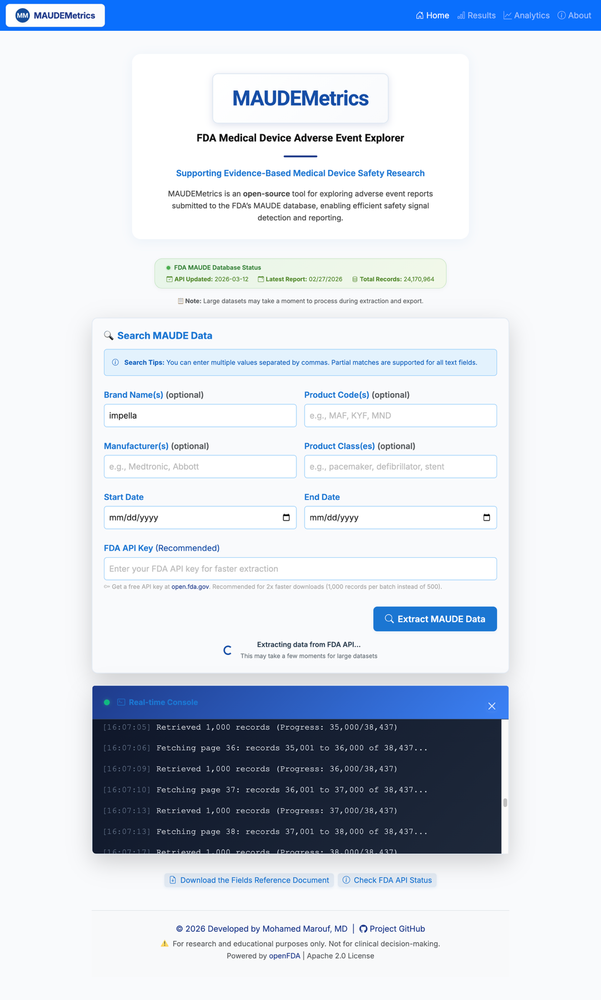 MM MAUDEMetrics
Home Results Analytics About
MAUDEMetrics
FDA Medical Device Adverse Event Explorer
Supporting Evidence-Based Medical Device Safety Research
MAUDEMetrics is an open-source tool for exploring adverse event reports
submitted to the FDA's MAUDE database, enabling efficient safety signal
detection and reporting.
FDA MAUDE Database Status
API Updated: 2026-03-12 Latest Report: 02/27/2026 Total Records: 24,170,964
Note: Large datasets may take a moment to process during extraction and export.
Search MAUDE Data
Search Tips: You can enter multiple values separated by commas. Partial matches are supported for all text fields.
Brand Name(s) (optional)
impella
Product Code(s) (optional)
e.g., MAF, KYF, MND
Manufacturer(s) (optional)
e.g., Medtronic, Abbott
Product Class(es) (optional)
e.g., pacemaker, defibrillator, stent
Start Date
mm/dd/yyyy
End Date
mm/dd/yyyy
FDA API Key (Recommended)
Enter your FDA API key for faster extraction
Get a free API key at open.fda.gov. Recommended for 2x faster downloads (1,000 records per batch instead of 500).
Extract MAUDE Data
Extracting data from FDA API...
This may take a few moments for large datasets
Real-time Console
[16:07:05] Retrieved 1,000 records (Progress: 35,000/38,437)
[16:07:06] Fetching page 36: records 35,001 to 36,000 of 38,437...
[16:07:09] Retrieved 1,000 records (Progress: 36,000/38,437)
[16:07:10] Fetching page 37: records 36,001 to 37,000 of 38,437...
[16:07:13] Retrieved 1,000 records (Progress: 37,000/38,437)
[16:07:13] Fetching page 38: records 37,001 to 38,000 of 38,437...
[16:07:17] Retrieved 1,000 records (Progress: 38,000/38,437)
Download the Fields Reference Document
Check FDA API Status
© 2026 Developed by Mohamed Marouf, MD | Project GitHub
For research and educational purposes only. Not for clinical decision-making.
Powered by openFDA | Apache 2.0 License